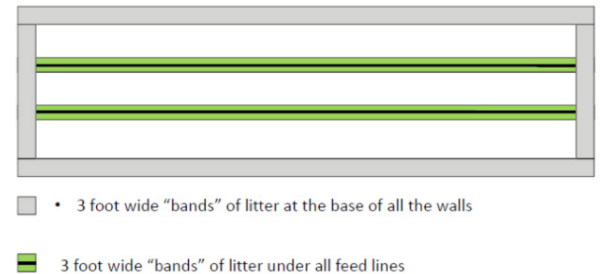 • 3 foot wide “bands” of litter at the base of all the walls
3 foot wide “bands” of litter under all feed lines